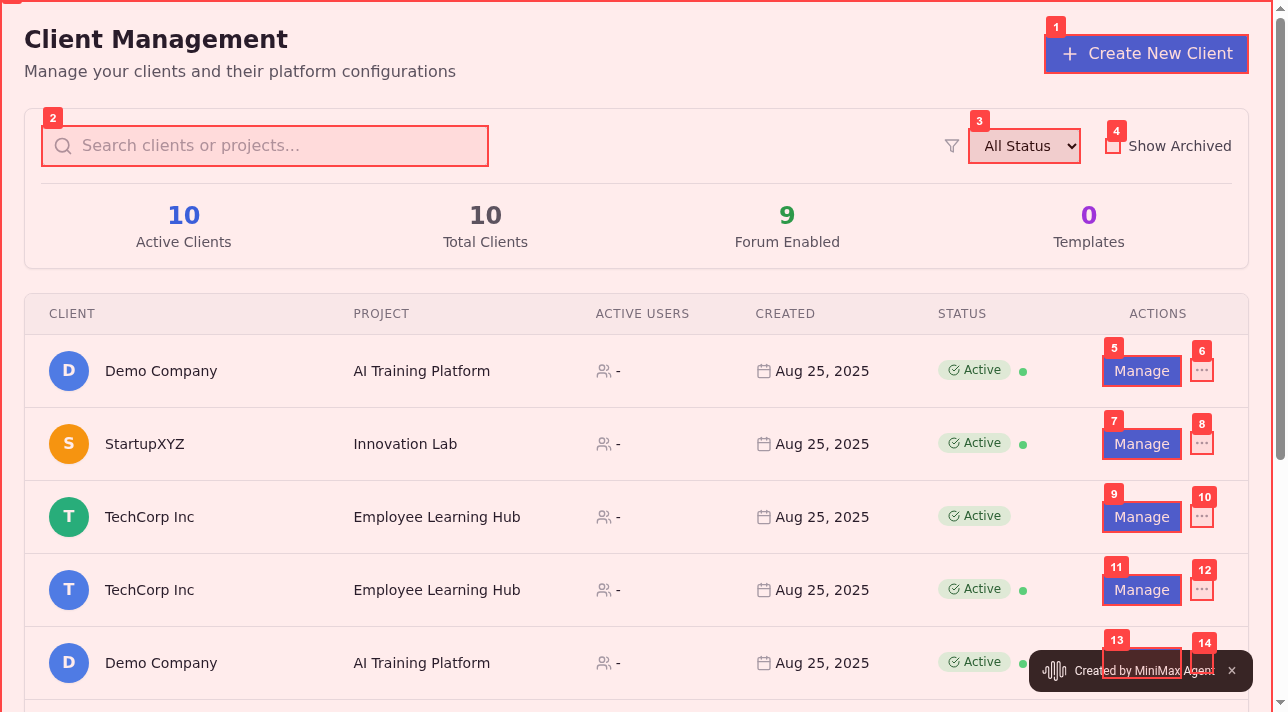 Client Management
Manage your clients and their platform configurations
1
Create New Client
2
Search clients or projects...
3
All Status
4
Show Archived
10
Active Clients
10
Total Clients
9
Forum Enabled
0
Templates
CLIENT PROJECT ACTIVE USERS CREATED STATUS ACTIONS
5 6
D Demo Company AI Training Platform - Aug 25, 2025 Active Manage ...
7 8
S StartupXYZ Innovation Lab - Aug 25, 2025 Active Manage ...
9 10
T TechCorp Inc Employee Learning Hub - Aug 25, 2025 Active Manage ...
11 12
T TechCorp Inc Employee Learning Hub - Aug 25, 2025 Active Manage ...
13 14
D Demo Company AI Training Platform - Aug 25, 2025 Active
Created by MiniMax Agent ×